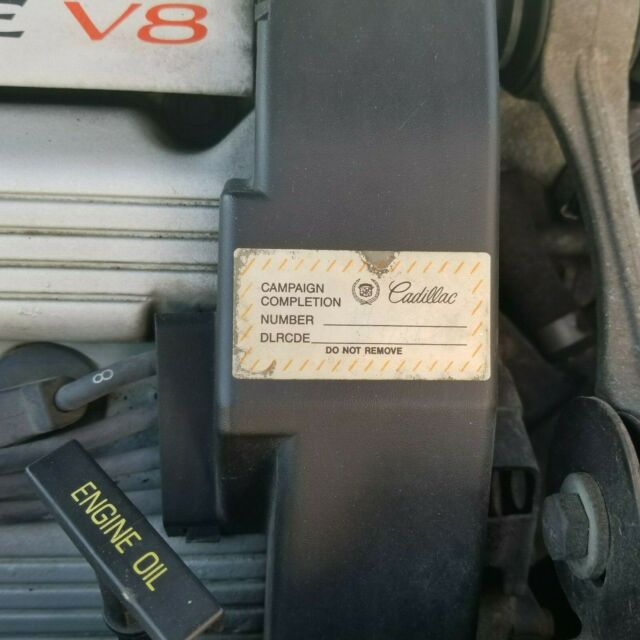 E V8
CAMPAIGN
COMPLETION
Cadillac
NUMBER
DLRCDE
DO NOT REMOVE
8
ENGINE OIL